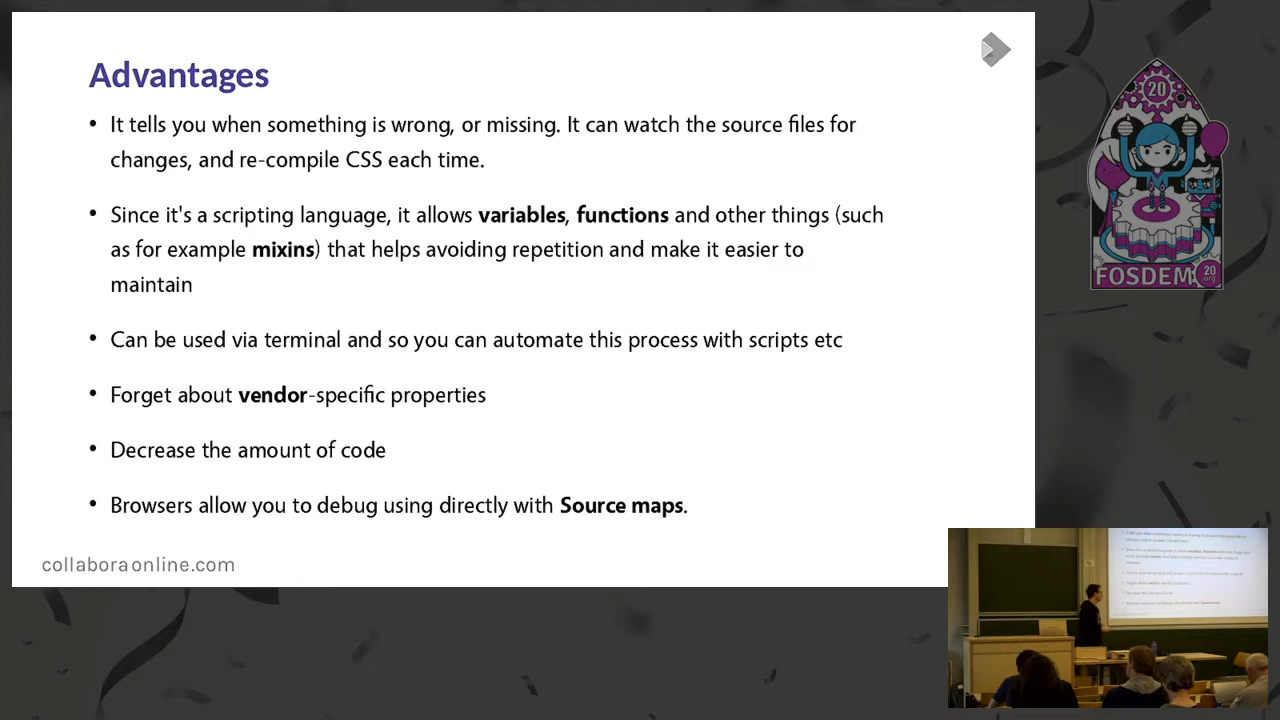 Advantages
• It tells you when something is wrong, or missing. It can watch the source files for
changes, and re-compile CSS each time.
• Since it's a scripting language, it allows variables, functions and other things (such
as for example mixins) that helps avoiding repetition and make it easier to
maintain
• Can be used via terminal and so you can automate this process with scripts etc
• Forget about vendor-specific properties
• Decrease the amount of code
• Browsers allow you to debug using directly with Source maps.
collaboraonline.com
20
FOSDEM
20
.org